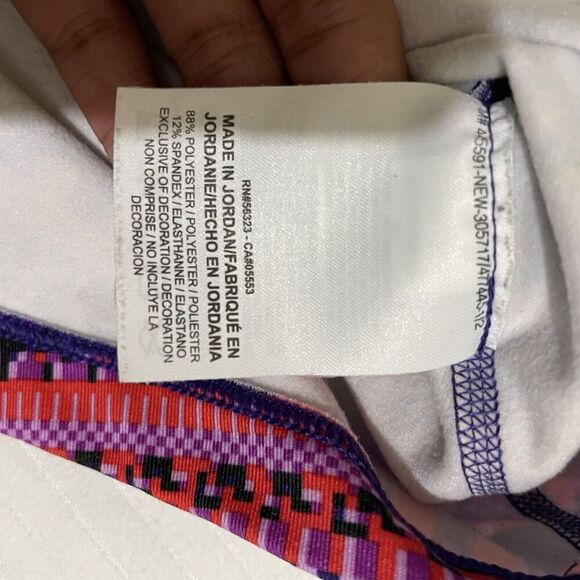 RN#56323 - CA#05553
MADE IN JORDAN/FABRIQUÉ EN
JORDANIE/HECHO EN JORDANIA
88% POLYESTER / POLYESTER / POLIESTER
12% SPANDEX / ELASTHANNE / ELASTANO
EXCLUSIVE OF DECORATION / DECORATION
NON COMPRISE / NO INCLUYE LA
DECORACION